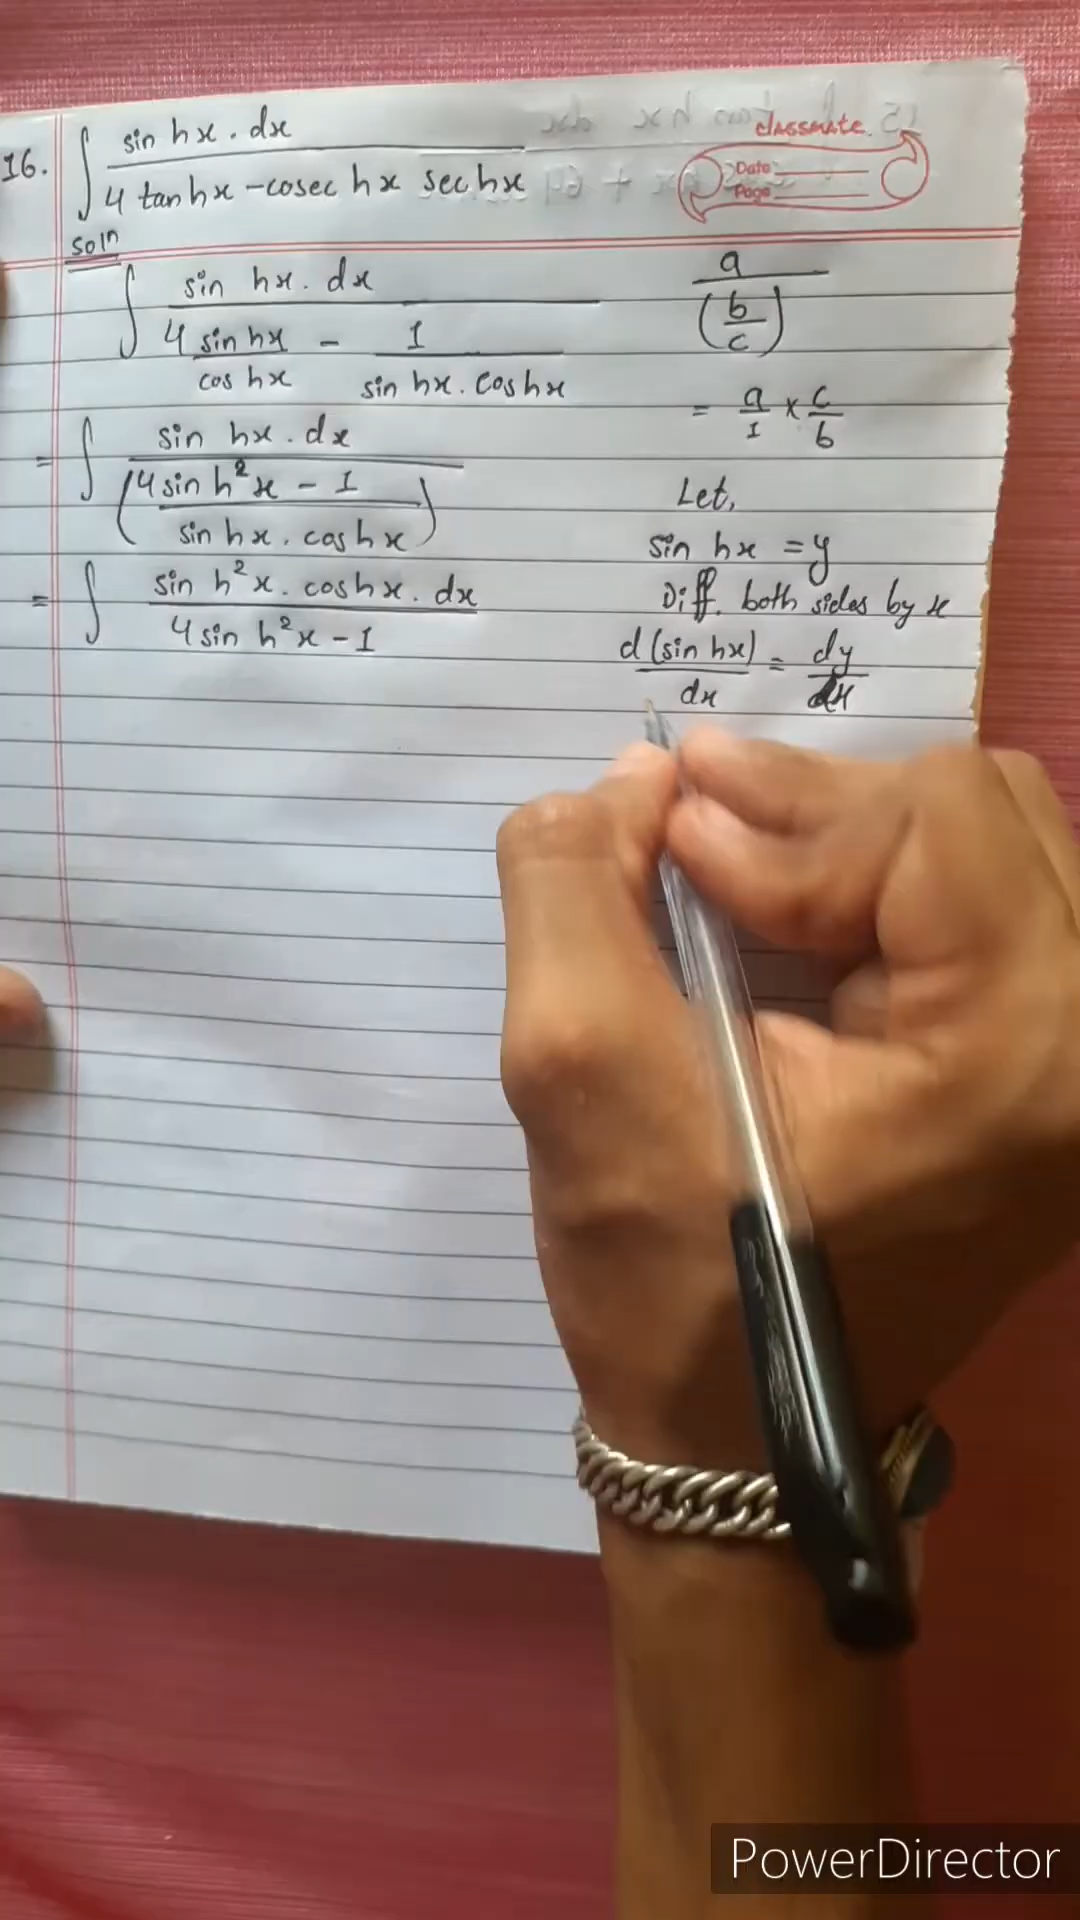 16. ∫ sin hx . dx
4 tan hx - cosec hx sec hx
classmate
Date
Page
Soln
∫ sin hx . dx
4 sin hx - 1
cos hx sin hx . cos hx
a
(b/c)
= a/1 × c/b
= ∫ sin hx . dx
(4 sin h²x - 1)
sin hx . cos hx
= ∫ sin h²x . cos hx . dx
4 sin h²x - 1
Let,
sin hx = y
Diff. both sides by x
d (sin hx) = dy
dx dx
PowerDirector